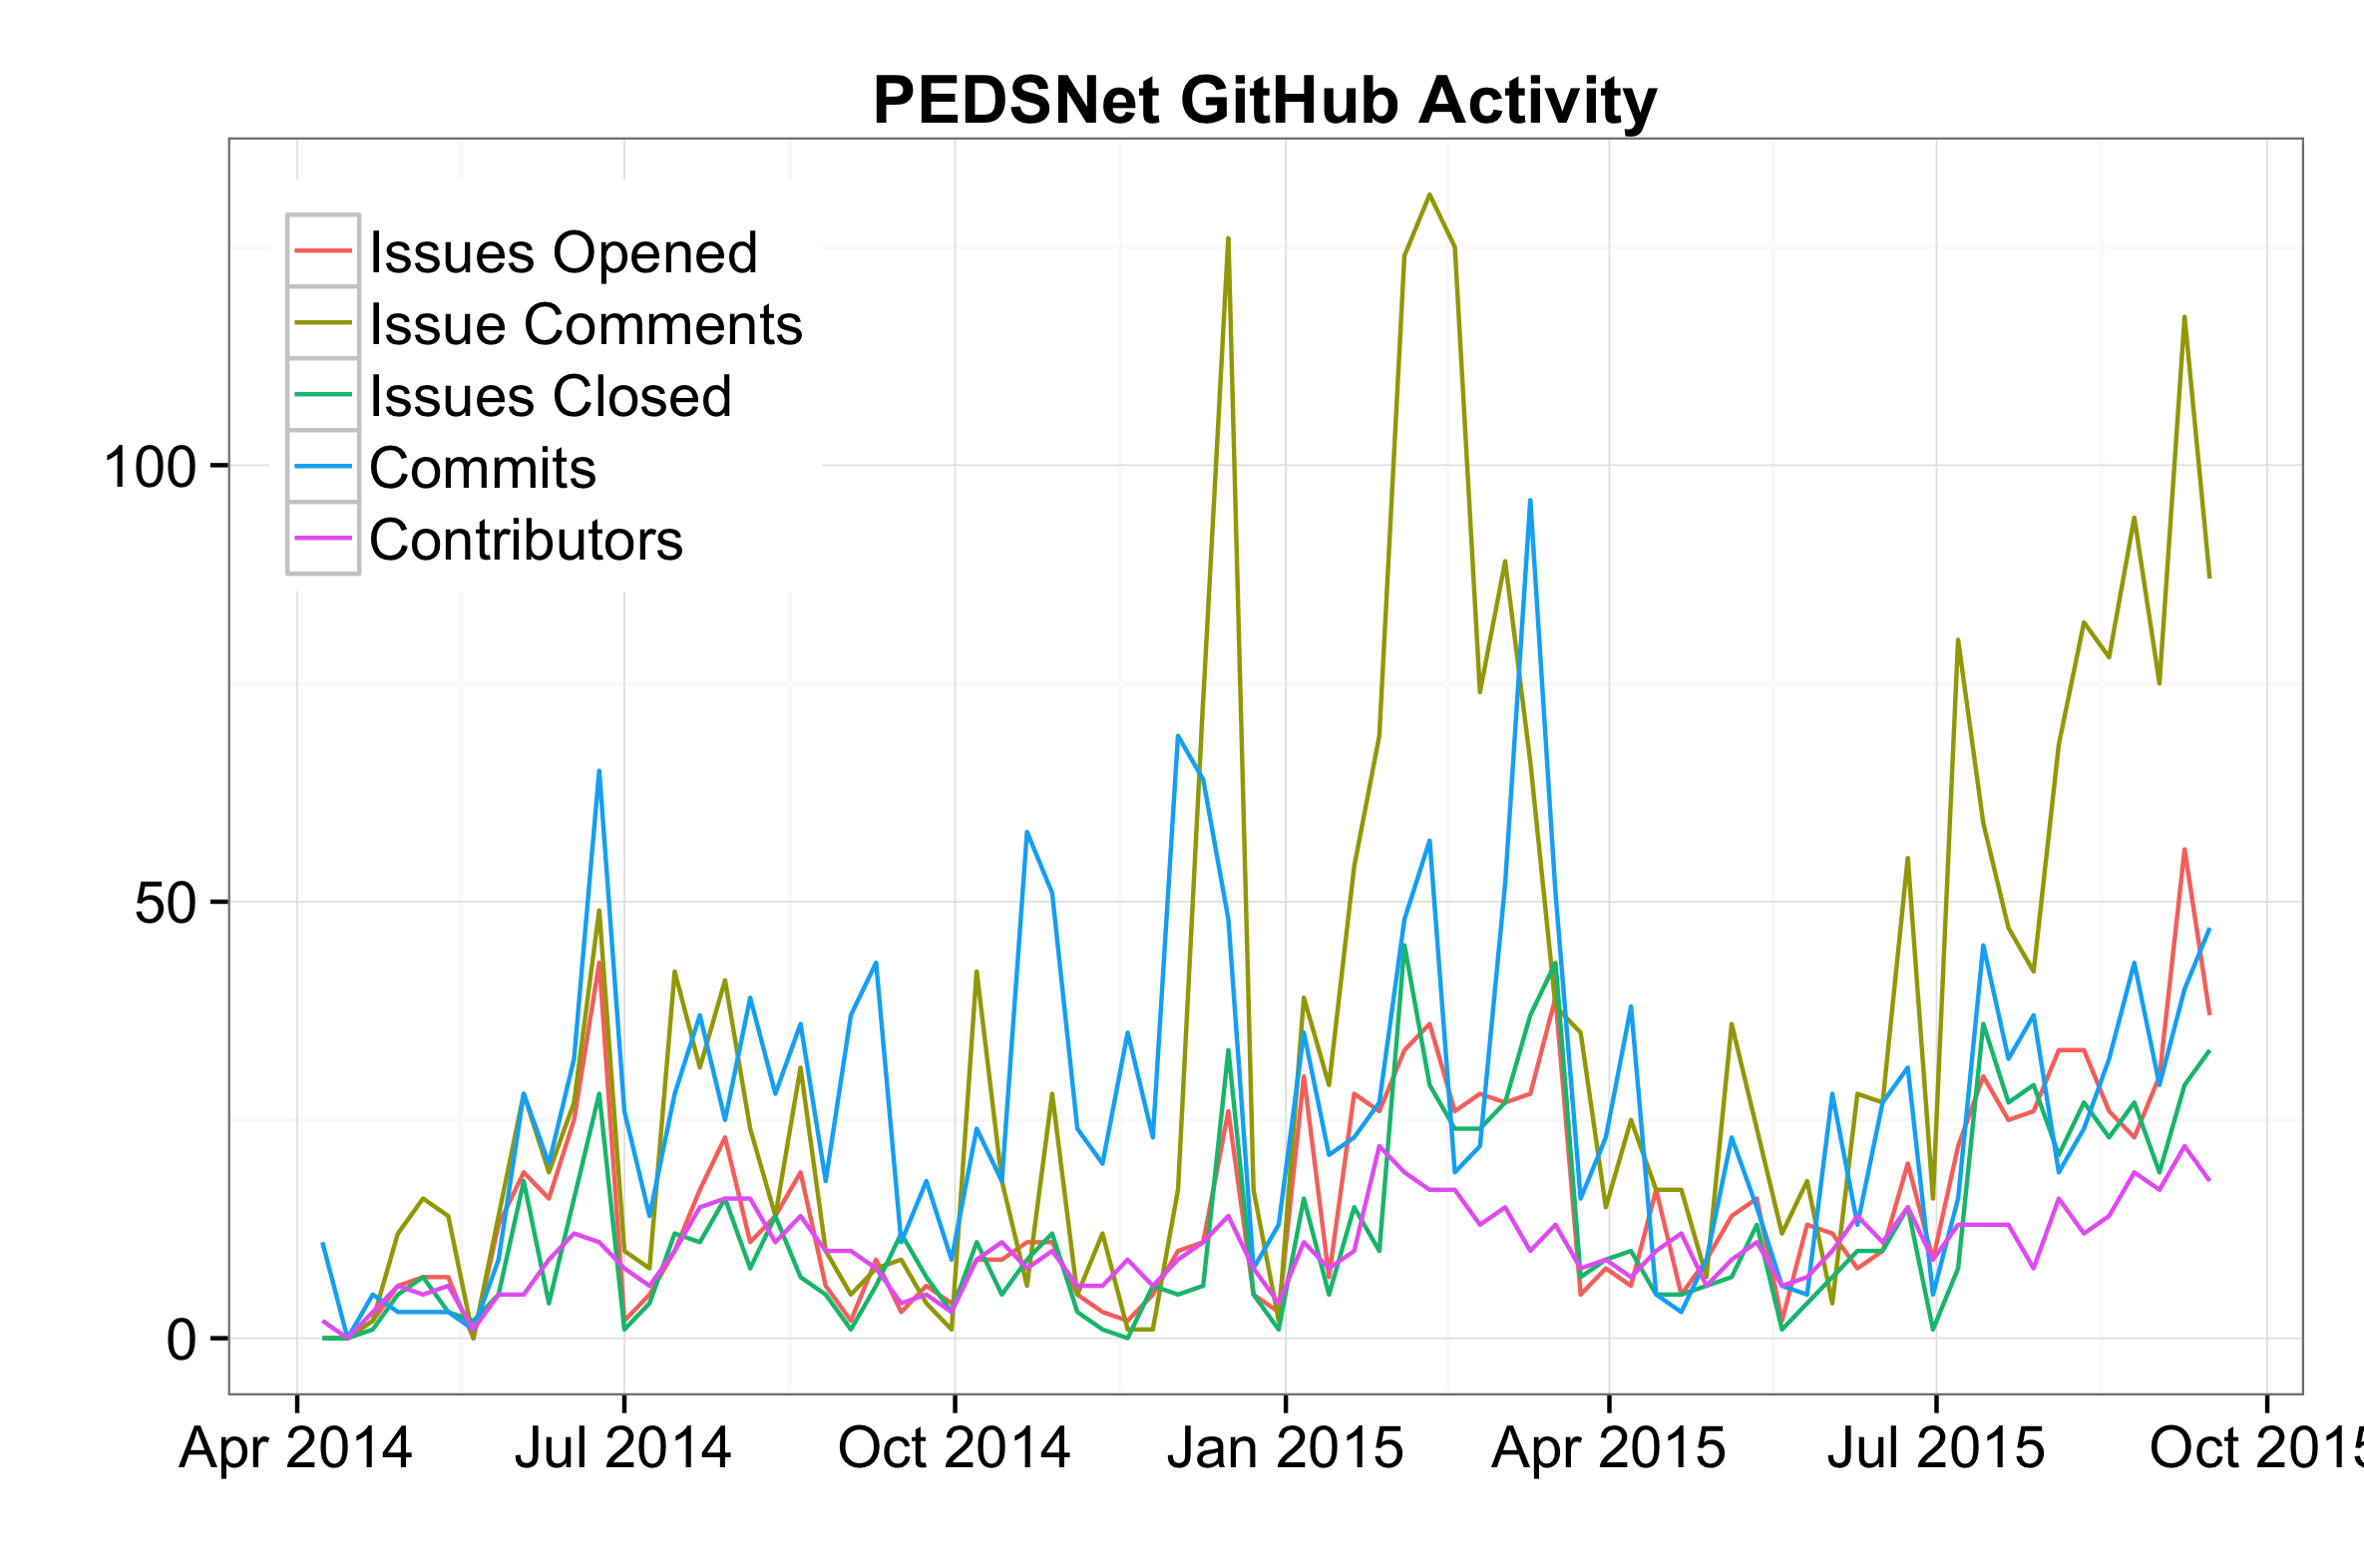 PEDSNet GitHub Activity
Issues Opened
Issue Comments
Issues Closed
Commits
Contributors
100
50
0
Apr 2014 Jul 2014 Oct 2014 Jan 2015 Apr 2015 Jul 2015 Oct 2015